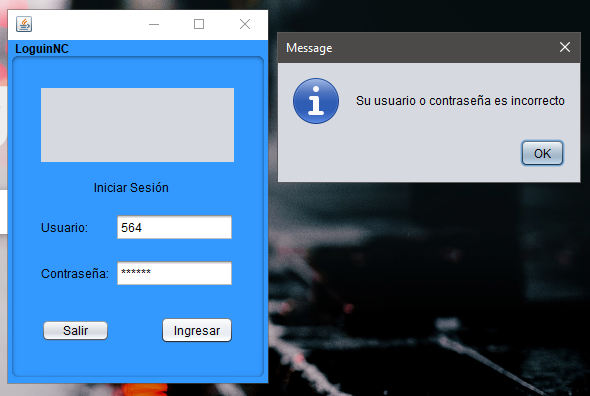 LoguinNC
Iniciar Sesión
Usuario: 564
Contraseña: ******
Salir Ingresar
Message
Su usuario o contraseña es incorrecto
OK